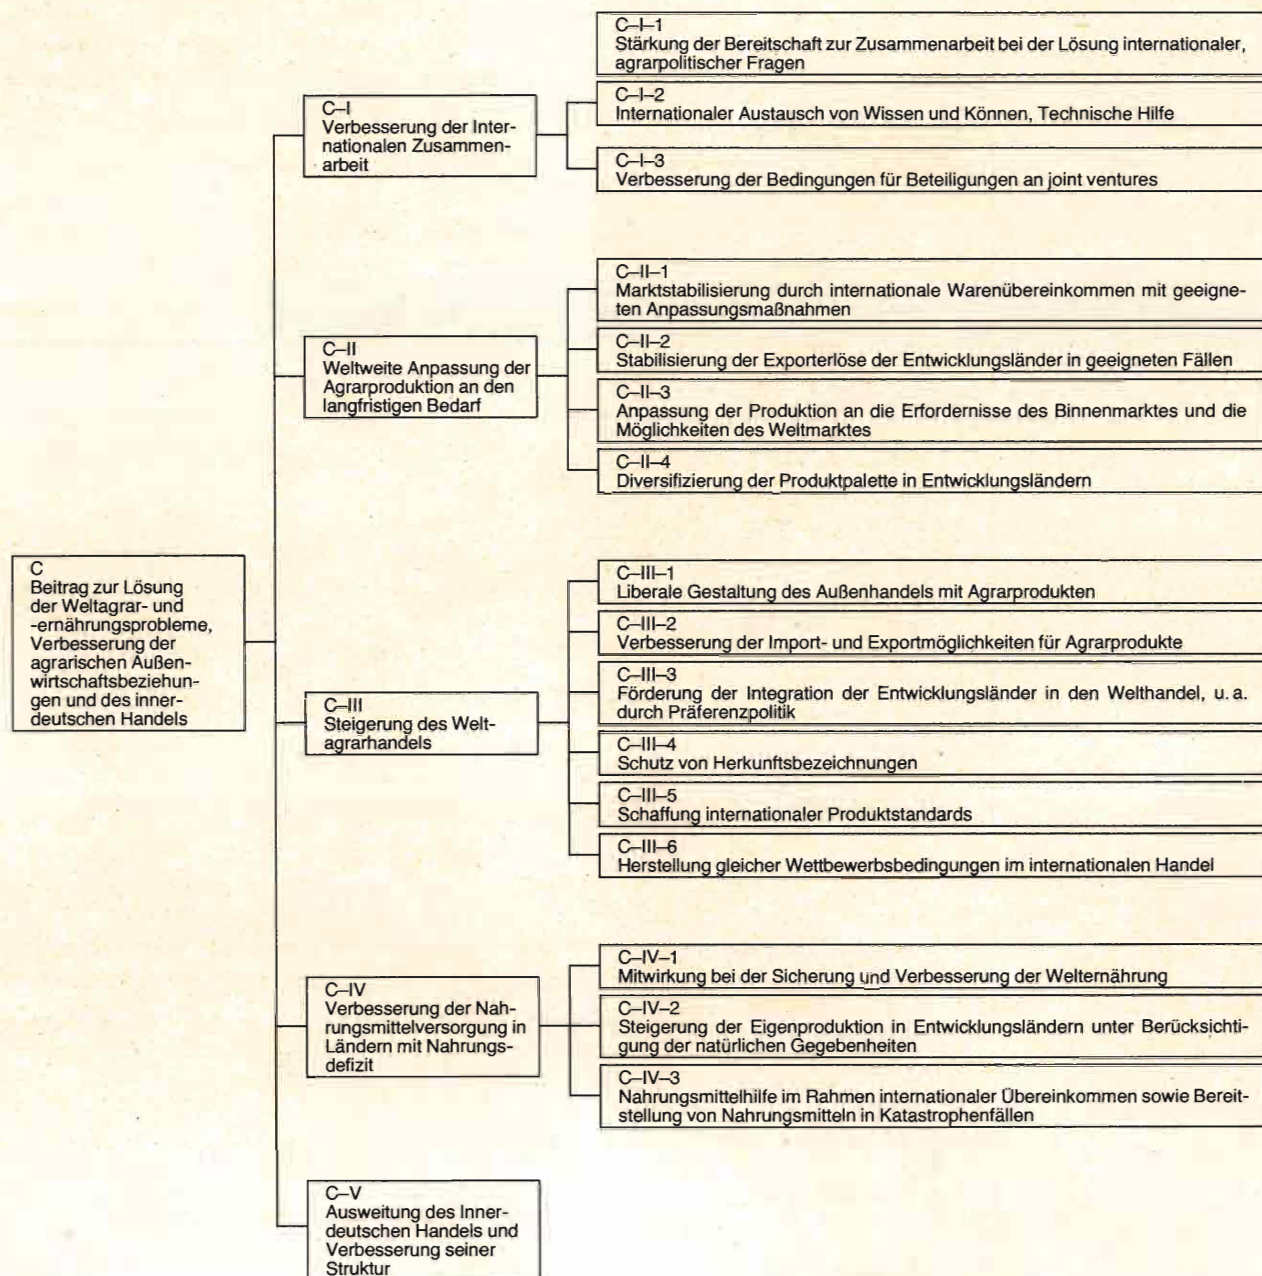 C
Beitrag zur Lösung
der Weltagrar- und
-ernährungsprobleme,
Verbesserung der
agrarischen Außen-
wirtschaftsbeziehun-
gen und des inner-
deutschen Handels
C–I
Verbesserung der Inter-
nationalen Zusammen-
arbeit
C–I–1
Stärkung der Bereitschaft zur Zusammenarbeit bei der Lösung internationaler,
agrarpolitischer Fragen
C–I–2
Internationaler Austausch von Wissen und Können, Technische Hilfe
C–I–3
Verbesserung der Bedingungen für Beteiligungen an joint ventures
C–II
Weltweite Anpassung der
Agrarproduktion an den
langfristigen Bedarf
C–II–1
Marktstabilisierung durch internationale Warenübereinkommen mit geeigne-
ten Anpassungsmaßnahmen
C–II–2
Stabilisierung der Exporterlöse der Entwicklungsländer in geeigneten Fällen
C–II–3
Anpassung der Produktion an die Erfordernisse des Binnenmarktes und die
Möglichkeiten des Weltmarktes
C–II–4
Diversifizierung der Produktpalette in Entwicklungsländern
C–III
Steigerung des Welt-
agrarhandels
C–III–1
Liberale Gestaltung des Außenhandels mit Agrarprodukten
C–III–2
Verbesserung der Import- und Exportmöglichkeiten für Agrarprodukte
C–III–3
Förderung der Integration der Entwicklungsländer in den Welthandel, u. a.
durch Präferenzpolitik
C–III–4
Schutz von Herkunftsbezeichnungen
C–III–5
Schaffung internationaler Produktstandards
C–III–6
Herstellung gleicher Wettbewerbsbedingungen im internationalen Handel
C–IV
Verbesserung der Nah-
rungsmittelversorgung in
Ländern mit Nahrungs-
defizit
C–IV–1
Mitwirkung bei der Sicherung und Verbesserung der Welternährung
C–IV–2
Steigerung der Eigenproduktion in Entwicklungsländern unter Berücksichti-
gung der natürlichen Gegebenheiten
C–IV–3
Nahrungsmittelhilfe im Rahmen internationaler Übereinkommen sowie Bereit-
stellung von Nahrungsmitteln in Katastrophenfällen
C–V
Ausweitung des Inner-
deutschen Handels und
Verbesserung seiner
Struktur